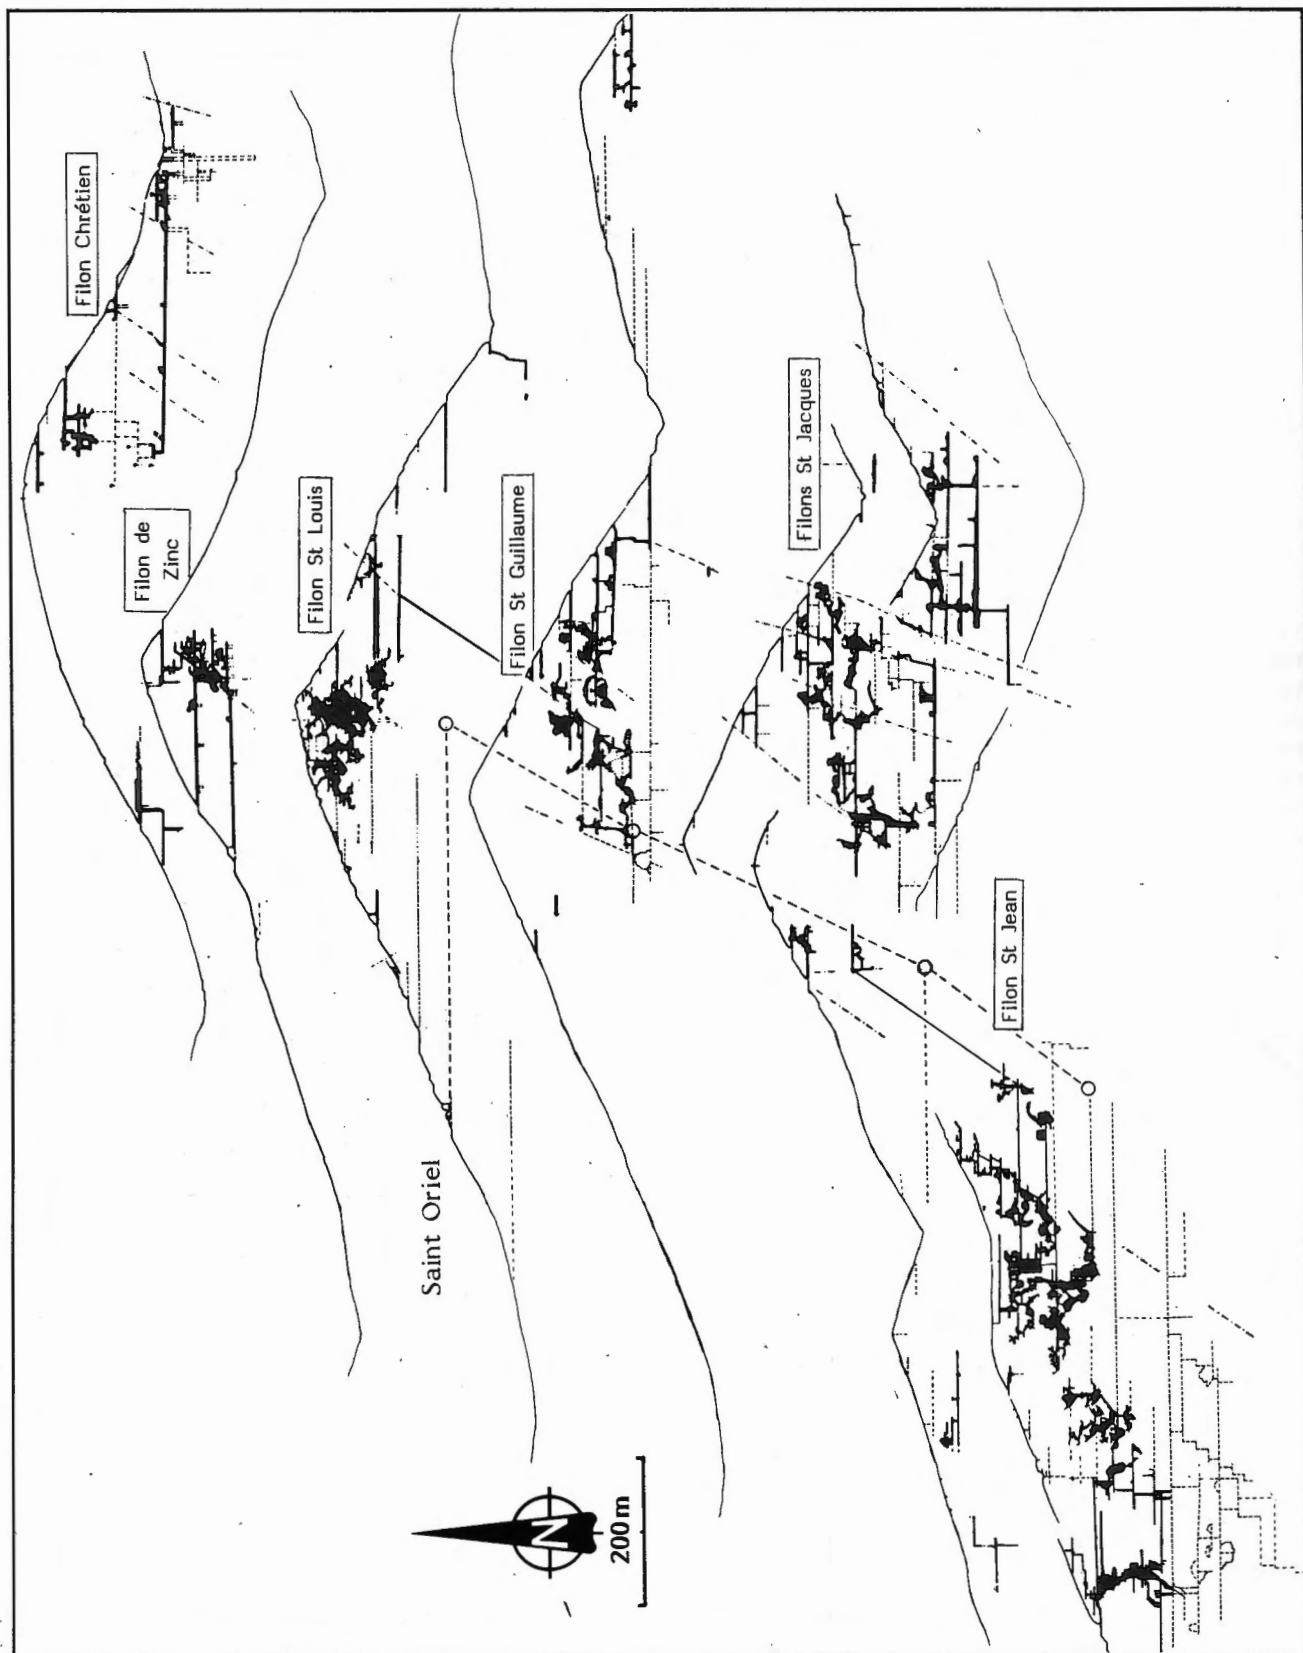 Filon Chrétien
Filon de
Zinc
Filon St Louis
Filon St Guillaume
Filons St Jacques
Filon St Jean
Saint Oriel
N
200 m